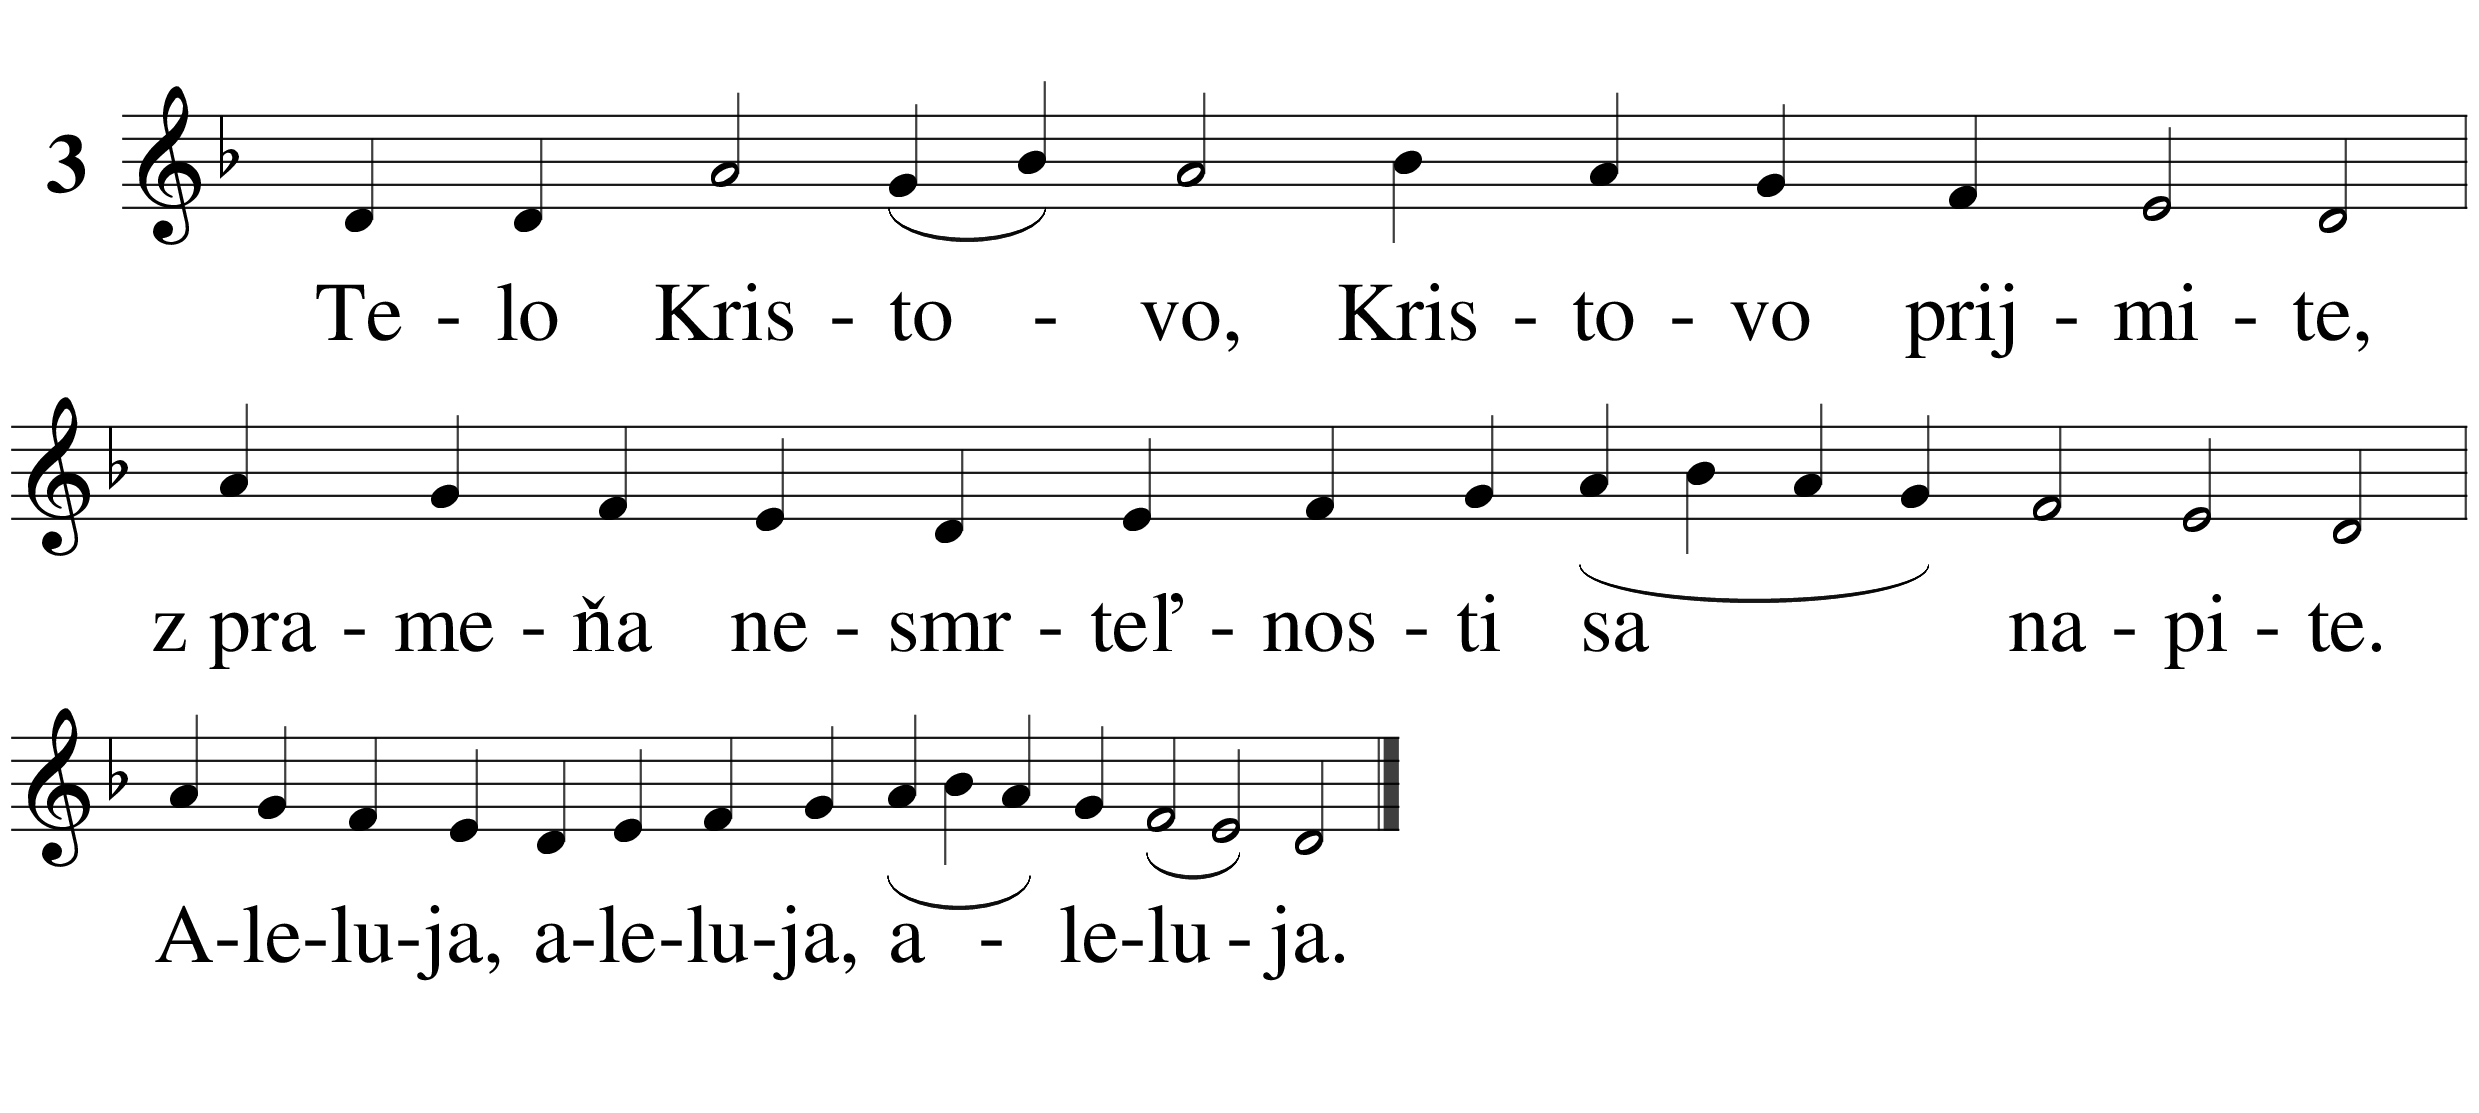 3
Te - lo Kris - to - vo, Kris - to - vo prij - mi - te,
z pra - me - ňa ne - smr - teľ - nos - ti sa na - pi - te.
A-le-lu-ja, a-le-lu-ja, a - le-lu - ja.